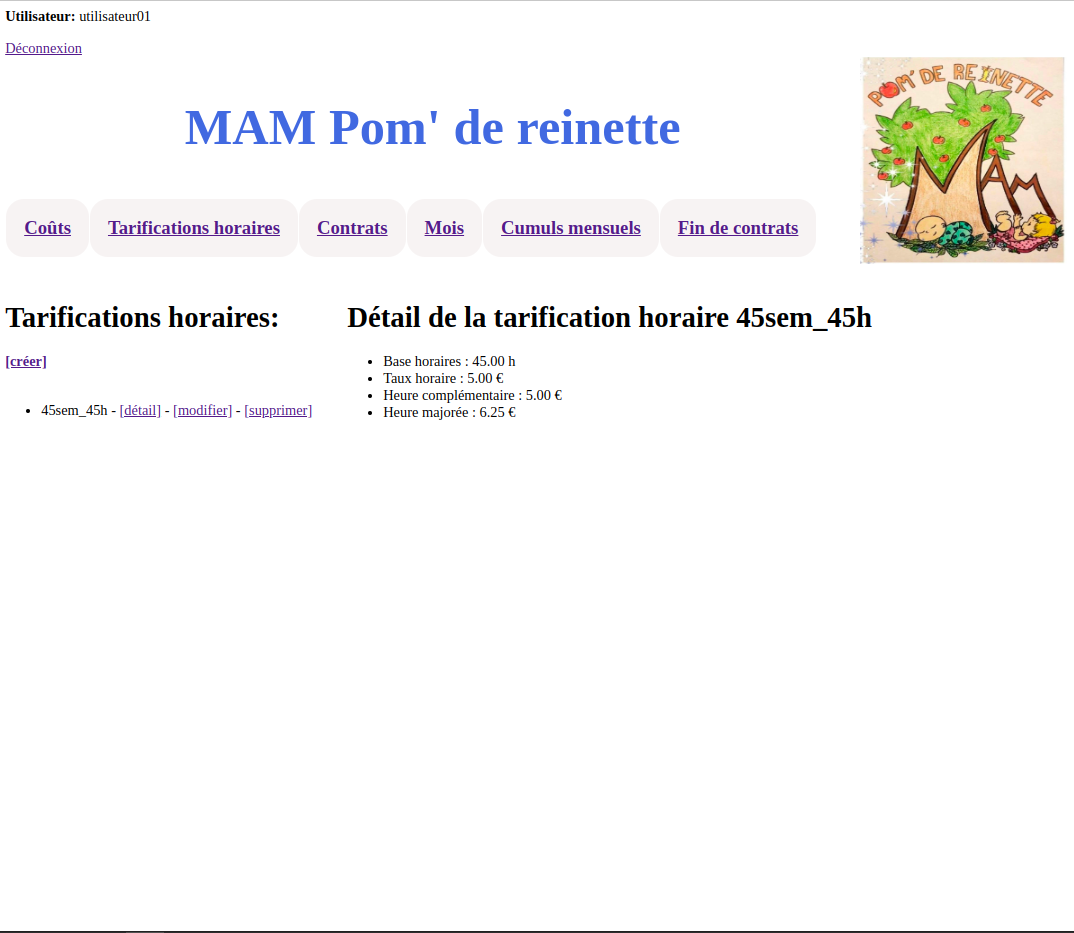 Utilisateur: utilisateur01
Déconnexion
POM' DE REINETTE
MAM
MAM Pom' de reinette
Coûts
Tarifications horaires
Contrats
Mois
Cumuls mensuels
Fin de contrats
Tarifications horaires:
[créer]
45sem_45h - [détail] - [modifier] - [supprimer]
Détail de la tarification horaire 45sem_45h
Base horaires : 45.00 h
Taux horaire : 5.00 €
Heure complémentaire : 5.00 €
Heure majorée : 6.25 €